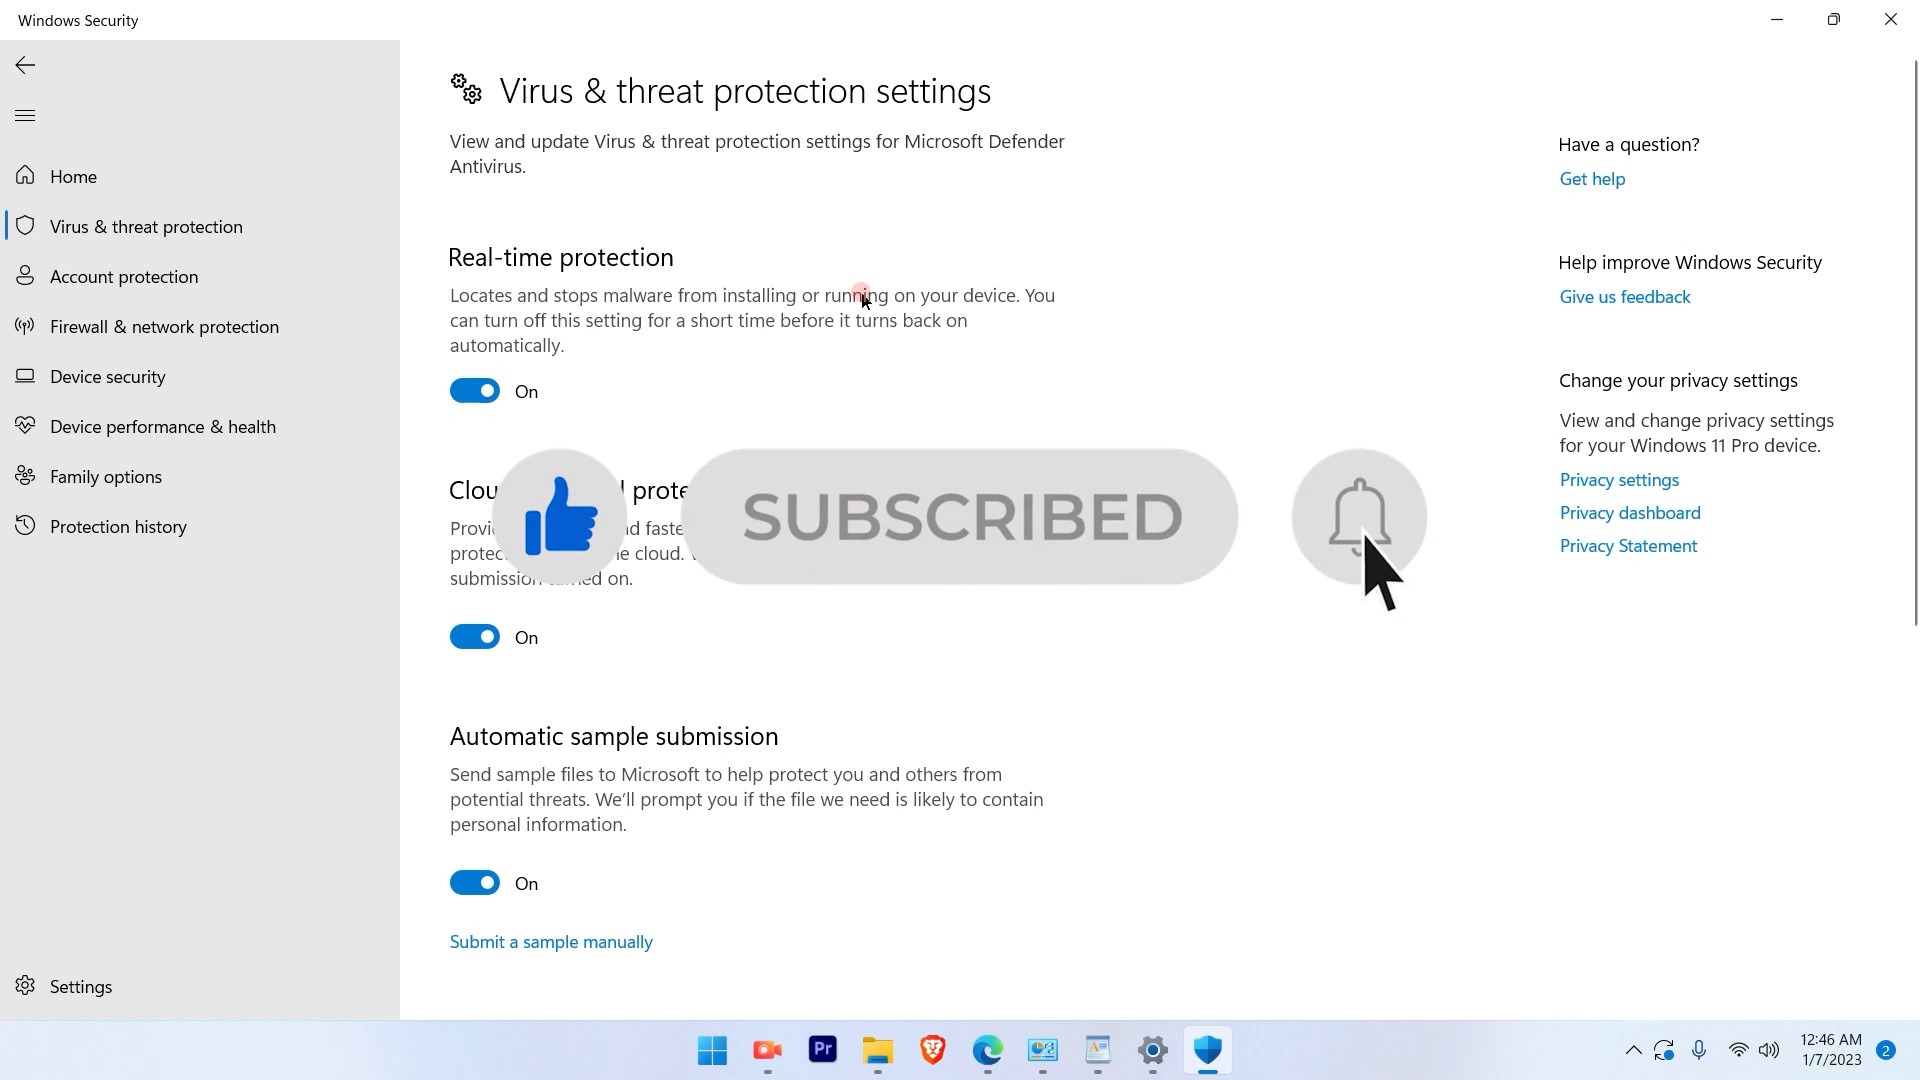 Windows Security
Home
Virus & threat protection
Account protection
Firewall & network protection
Device security
Device performance & health
Family options
Protection history
Settings
Virus & threat protection settings
View and update Virus & threat protection settings for Microsoft Defender
Antivirus.
Real-time protection
Locates and stops malware from installing or running on your device. You
can turn off this setting for a short time before it turns back on
automatically.
On
SUBSCRIBED
submission turned on.
On
Automatic sample submission
Send sample files to Microsoft to help protect you and others from
potential threats. We'll prompt you if the file we need is likely to contain
personal information.
On
Submit a sample manually
Have a question?
Get help
Help improve Windows Security
Give us feedback
Change your privacy settings
View and change privacy settings
for your Windows 11 Pro device.
Privacy settings
Privacy dashboard
Privacy Statement
Pr
12:46 AM
1/7/2023
2